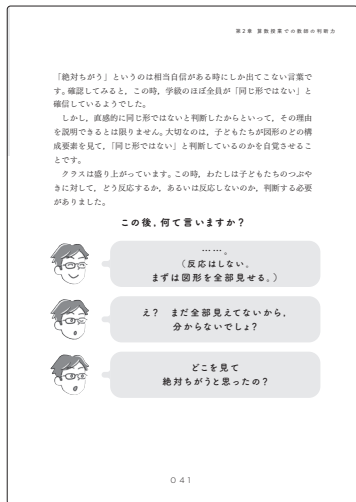 第2章 算数授業での教師の判断力
「絶対ちがう」というのは相当自信がある時にしか出てこない言葉で
す。確認してみると、この時、学級のほぼ全員が「同じ形ではない」と
確信しているようでした。
しかし、直感的に同じ形ではないと判断したからといって、その理由
を説明できるとは限りません。大切なのは、子どもたちが図形のどの構
成要素を見て、「同じ形ではない」と判断しているのかを自覚させるこ
とです。
クラスは盛り上がっています。この時、わたしは子どもたちのつぶや
きに対して、どう反応するか、あるいは反応しないのか、判断する必要
がありました。
この後、何て言いますか？
……。
（反応はしない。
まずは図形を全部見せる。）
え？　まだ全部見えてないから、
分からないでしょ？
どこを見て
絶対ちがうと思ったの？
041